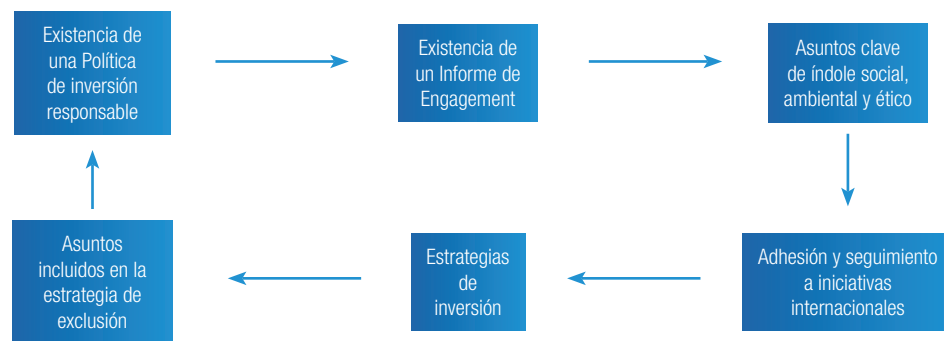 Existencia de
una Política
de inversión
responsable
Existencia de
un Informe de
Engagement
Asuntos clave
de índole social,
ambiental y ético
Adhesión y seguimiento
a iniciativas
internacionales
Estrategias
de
inversión
Asuntos
incluidos en la
estrategia de
exclusión